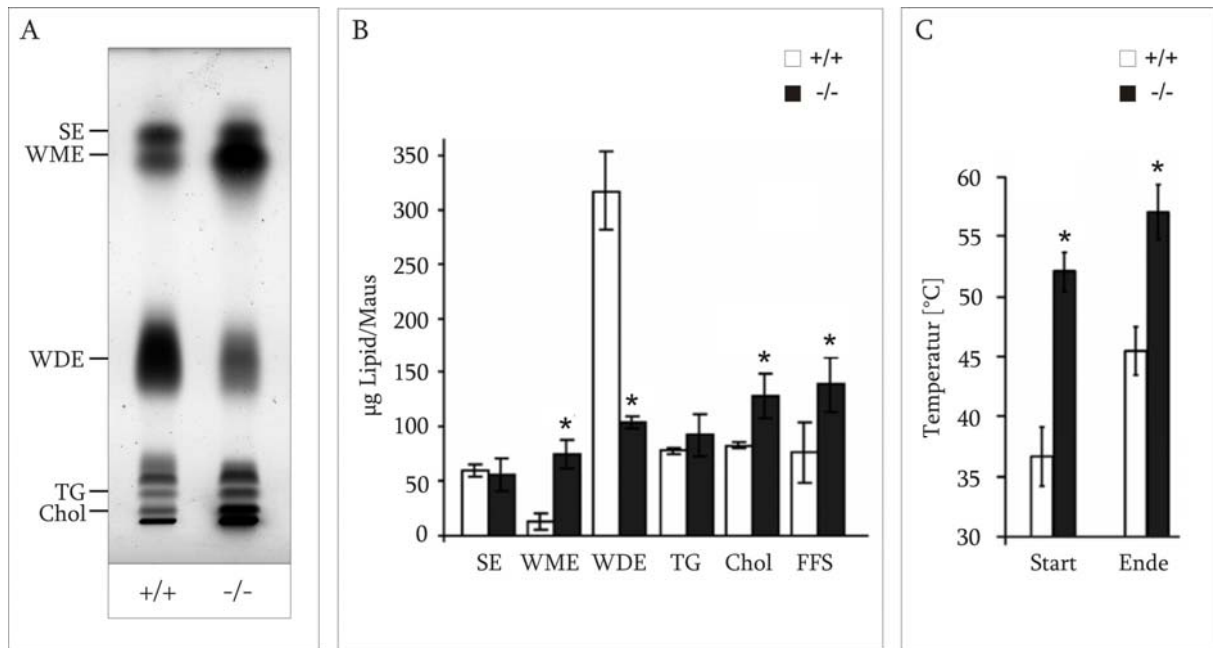 A
SE
WME
WDE
TG
Chol
+/+ -/-
B
+/+
-/-
µg Lipid/Maus
350
300
250
200
150
100
50
0
* * * *
SE WME WDE TG Chol FFS
C
+/+
-/-
Temperatur [°C]
60
55
50
45
40
35
30
* *
Start Ende